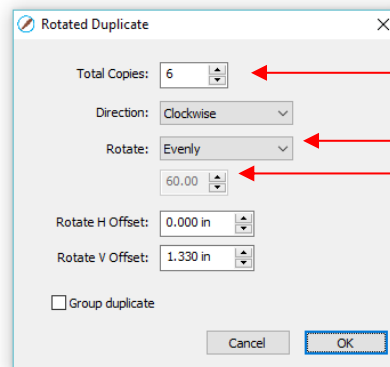 Rotated Duplicate
Total Copies: 6
Direction: Clockwise
Rotate: Evenly
60.00
Rotate H Offset: 0.000 in
Rotate V Offset: 1.330 in
Group duplicate
Cancel OK